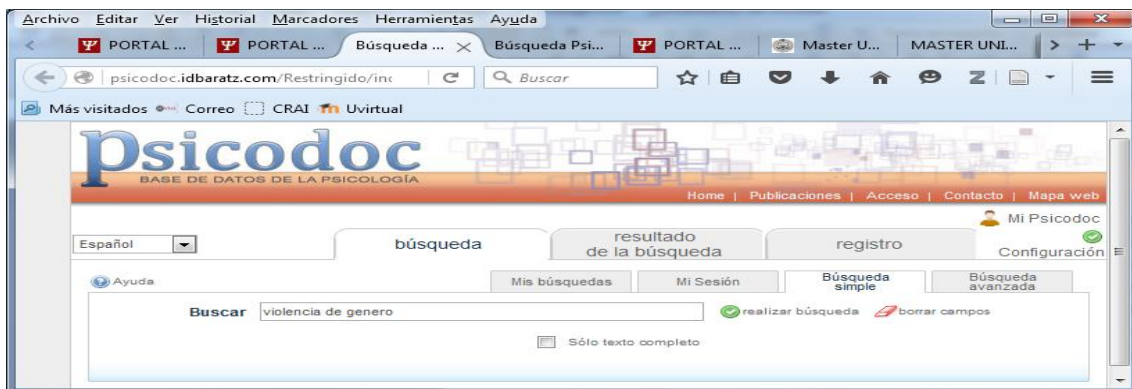 Archivo Editar Ver Historial Marcadores Herramientas Ayuda
PORTAL ... PORTAL ... Búsqueda ... Búsqueda Psi... PORTAL ... Master U... MASTER UNI...
psicodoc.idbaratz.com/Restringido/inc Buscar
Más visitados Correo CRAI Uvirtual
Psicodoc
BASE DE DATOS DE LA PSICOLOGÍA
Home | Publicaciones | Acceso | Contacto | Mapa web
Mi Psicodoc
Español búsqueda resultado de la búsqueda registro Configuración
Ayuda Mis búsquedas Mi Sesión Búsqueda simple Búsqueda avanzada
Buscar violencia de genero realizar búsqueda borrar campos
Sólo texto completo